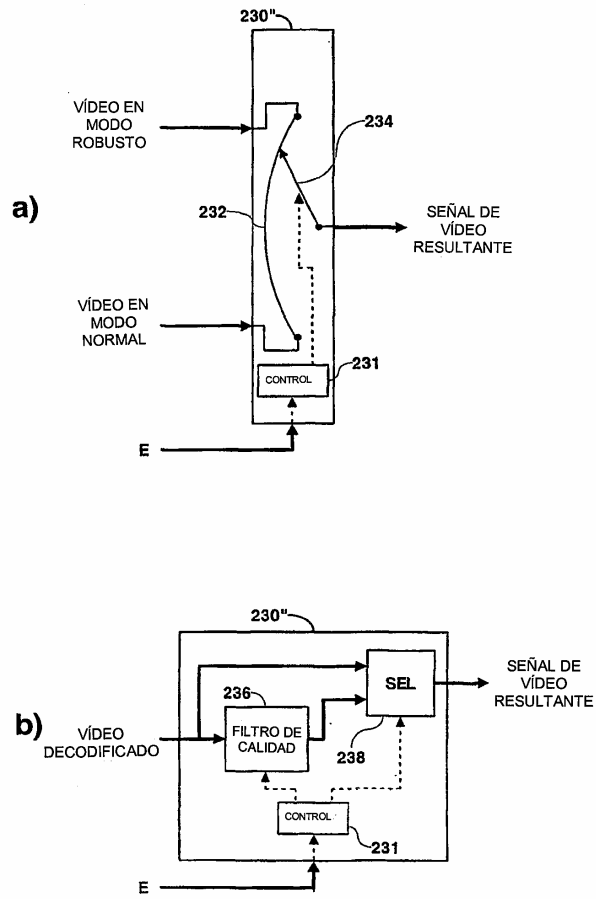 230"
VÍDEO EN
MODO
ROBUSTO
234
a)
232
SEÑAL DE
VÍDEO
RESULTANTE
VÍDEO EN
MODO
NORMAL
231
CONTROL
E
230"
SEÑAL DE
VÍDEO
RESULTANTE
SEL
236
b)
VÍDEO
DECODIFICADO
FILTRO DE
CALIDAD
238
CONTROL
231
E